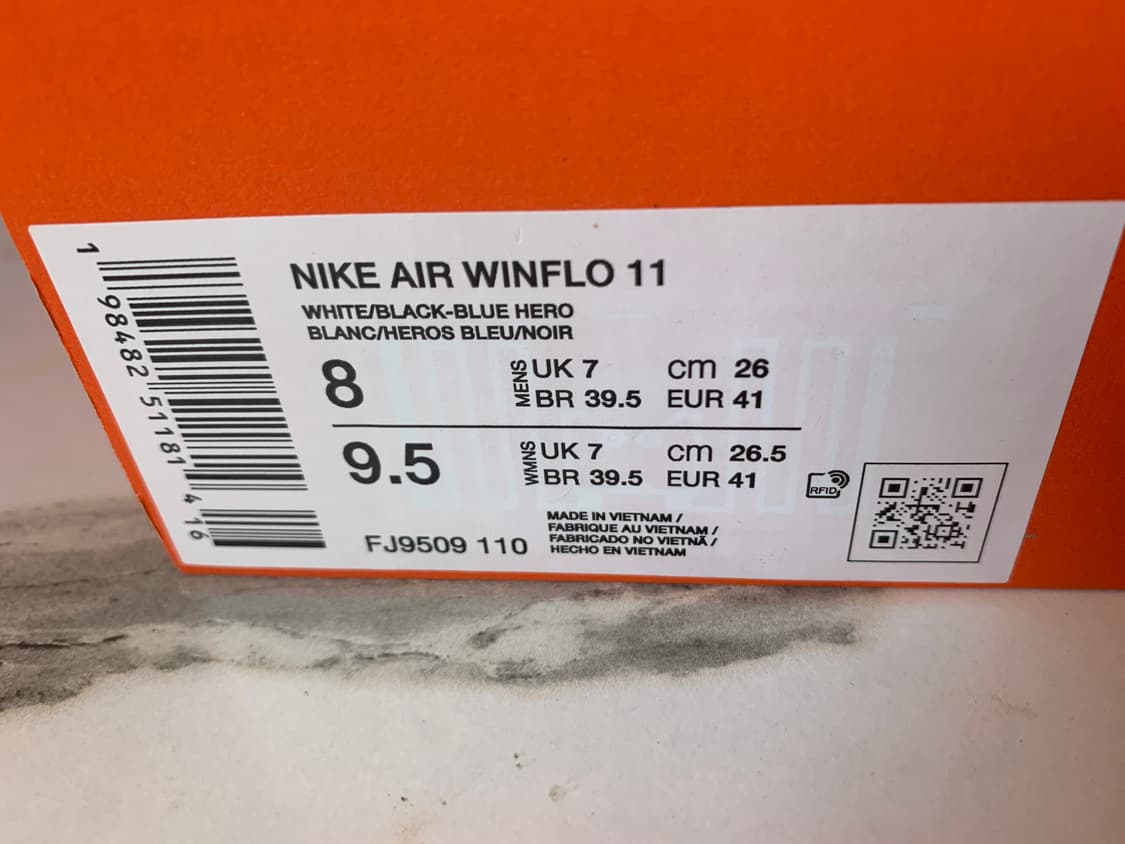 NIKE AIR WINFLO 11
WHITE/BLACK-BLUE HERO
BLANC/HEROS BLEU/NOIR
8 MENS UK 7 cm 26
BR 39.5 EUR 41
9.5 WMNS UK 7 cm 26.5
BR 39.5 EUR 41
RFID
FJ9509 110
MADE IN VIETNAM /
FABRIQUE AU VIETNAM /
FABRICADO NO VIETNÃ /
HECHO EN VIETNAM
1 98482 51181 416